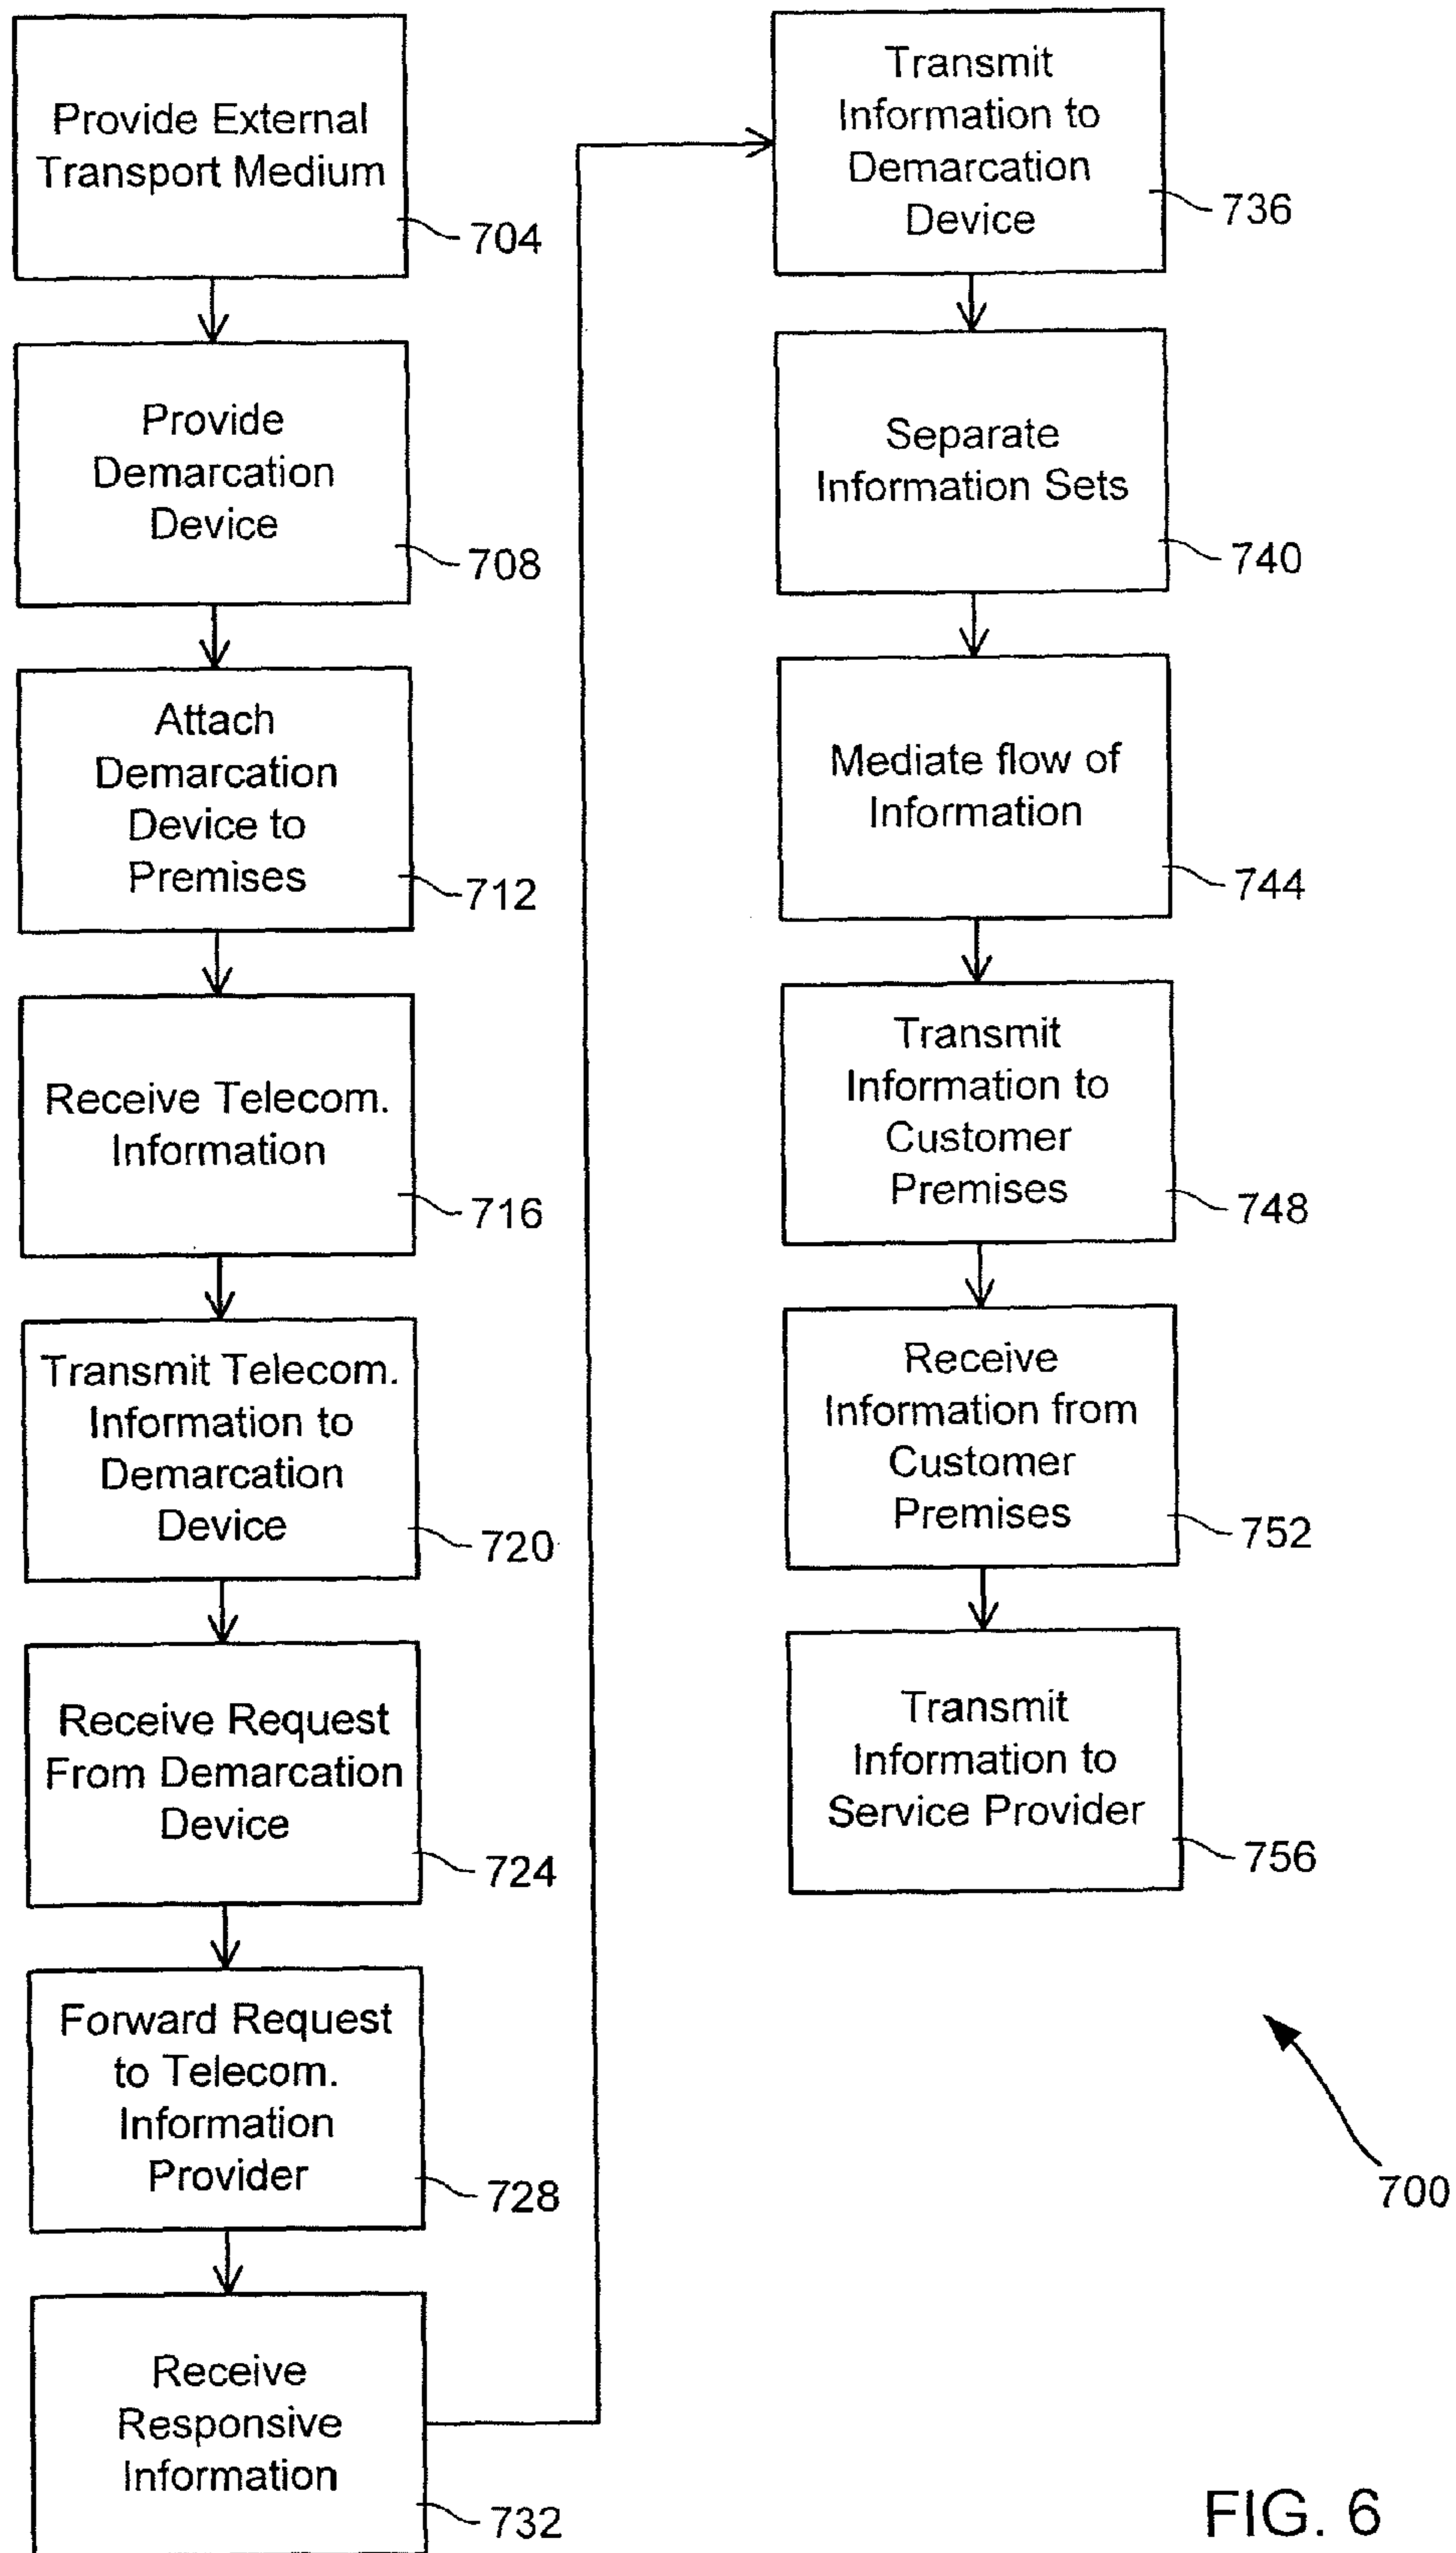 Provide External
Transport Medium
704
Provide
Demarcation
Device
708
Attach
Demarcation
Device to
Premises
712
Receive Telecom.
Information
716
Transmit Telecom.
Information to
Demarcation
Device
720
Receive Request
From Demarcation
Device
724
Forward Request
to Telecom.
Information
Provider
728
Receive
Responsive
Information
732
Transmit
Information to
Demarcation
Device
736
Separate
Information Sets
740
Mediate flow of
Information
744
Transmit
Information to
Customer
Premises
748
Receive
Information from
Customer
Premises
752
Transmit
Information to
Service Provider
756
700
FIG. 6